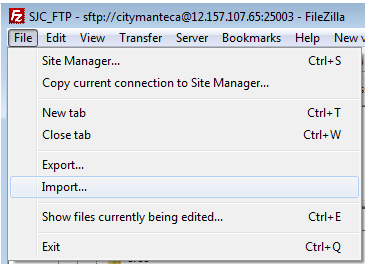 SJC_FTP - sftp://citymanteca@12.157.107.65:25003 - FileZilla
File Edit View Transfer Server Bookmarks Help New v
Site Manager... Ctrl+S
Copy current connection to Site Manager...
New tab Ctrl+T
Close tab Ctrl+W
Export...
Import...
Show files currently being edited... Ctrl+E
Exit Ctrl+Q